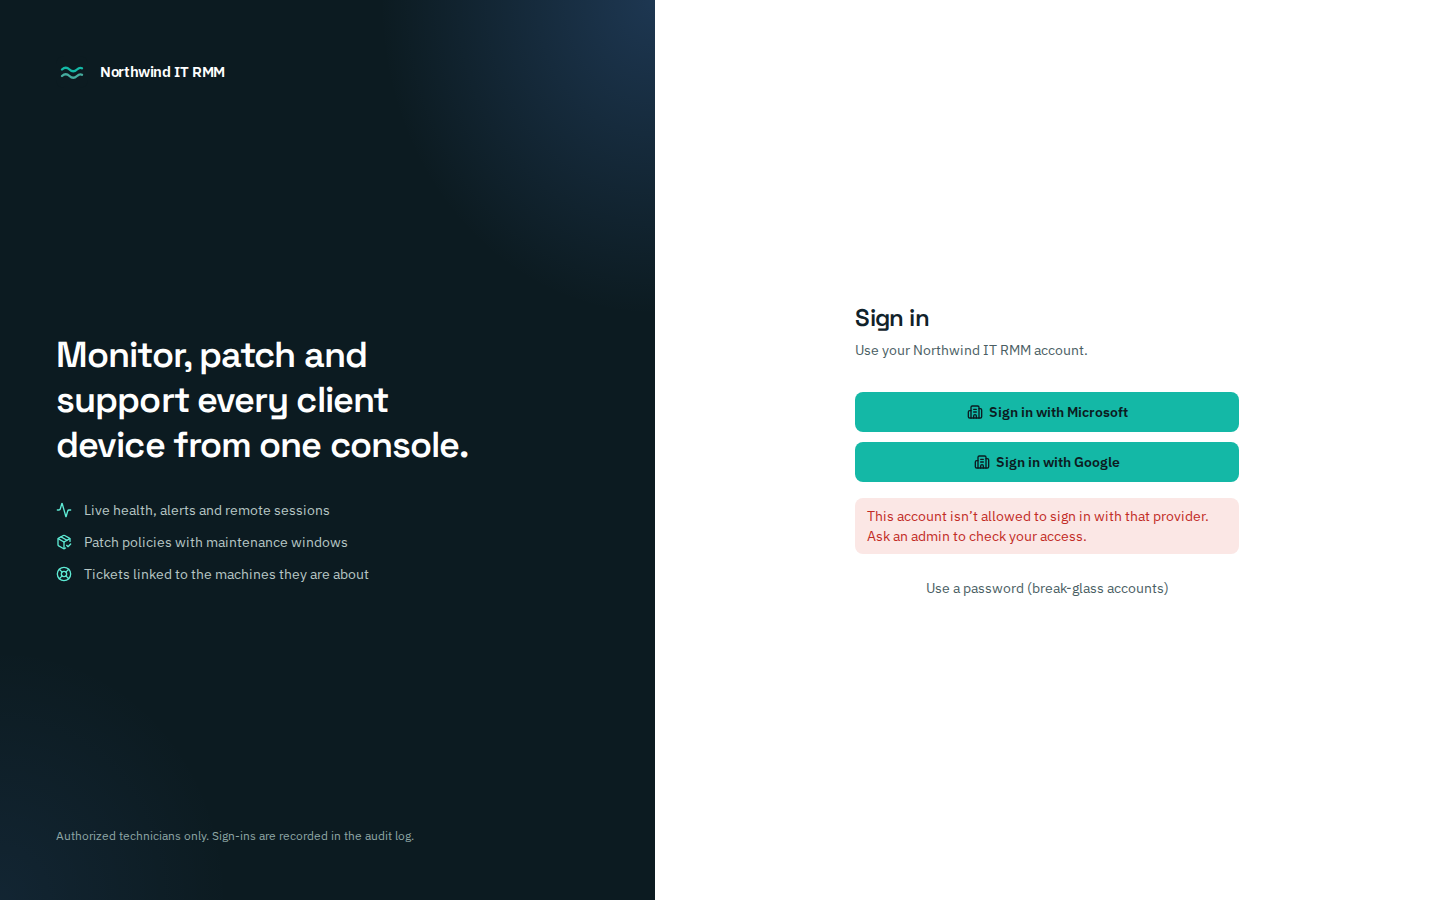 Northwind IT RMM
Monitor, patch and
support every client
device from one console.
Live health, alerts and remote sessions
Patch policies with maintenance windows
Tickets linked to the machines they are about
Authorized technicians only. Sign-ins are recorded in the audit log.
Sign in
Use your Northwind IT RMM account.
Sign in with Microsoft
Sign in with Google
This account isn’t allowed to sign in with that provider.
Ask an admin to check your access.
Use a password (break-glass accounts)